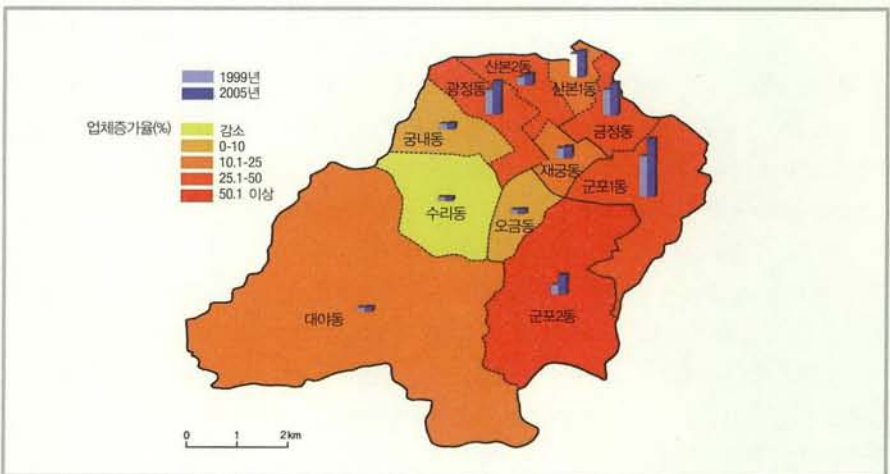 1999년
2005년
업체증가율(%)
감소
0-10
10.1-25
25.1-50
50.1 이상
산본2동
광정동
산본1동
금정동
궁내동
재궁동
군포1동
수리동
오금동
대야동
군포2동
0 1 2km